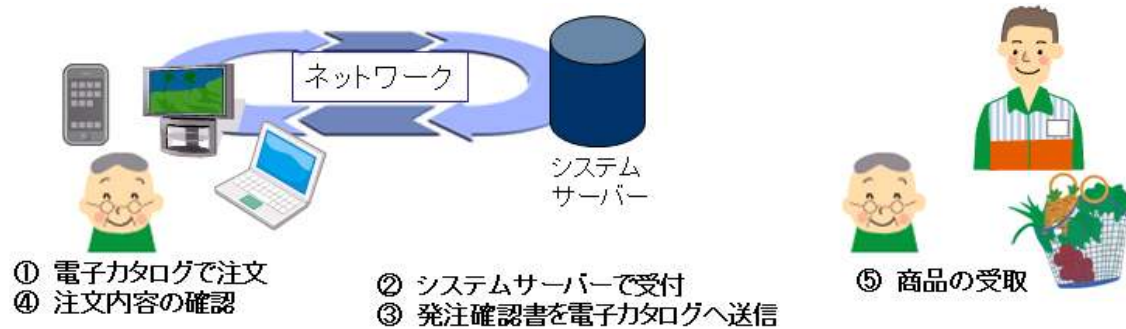 ネットワーク
システム
サーバー
① 電子カタログで注文
④ 注文内容の確認
② システムサーバーで受付
③ 発注確認書を電子カタログへ送信
⑤ 商品の受取